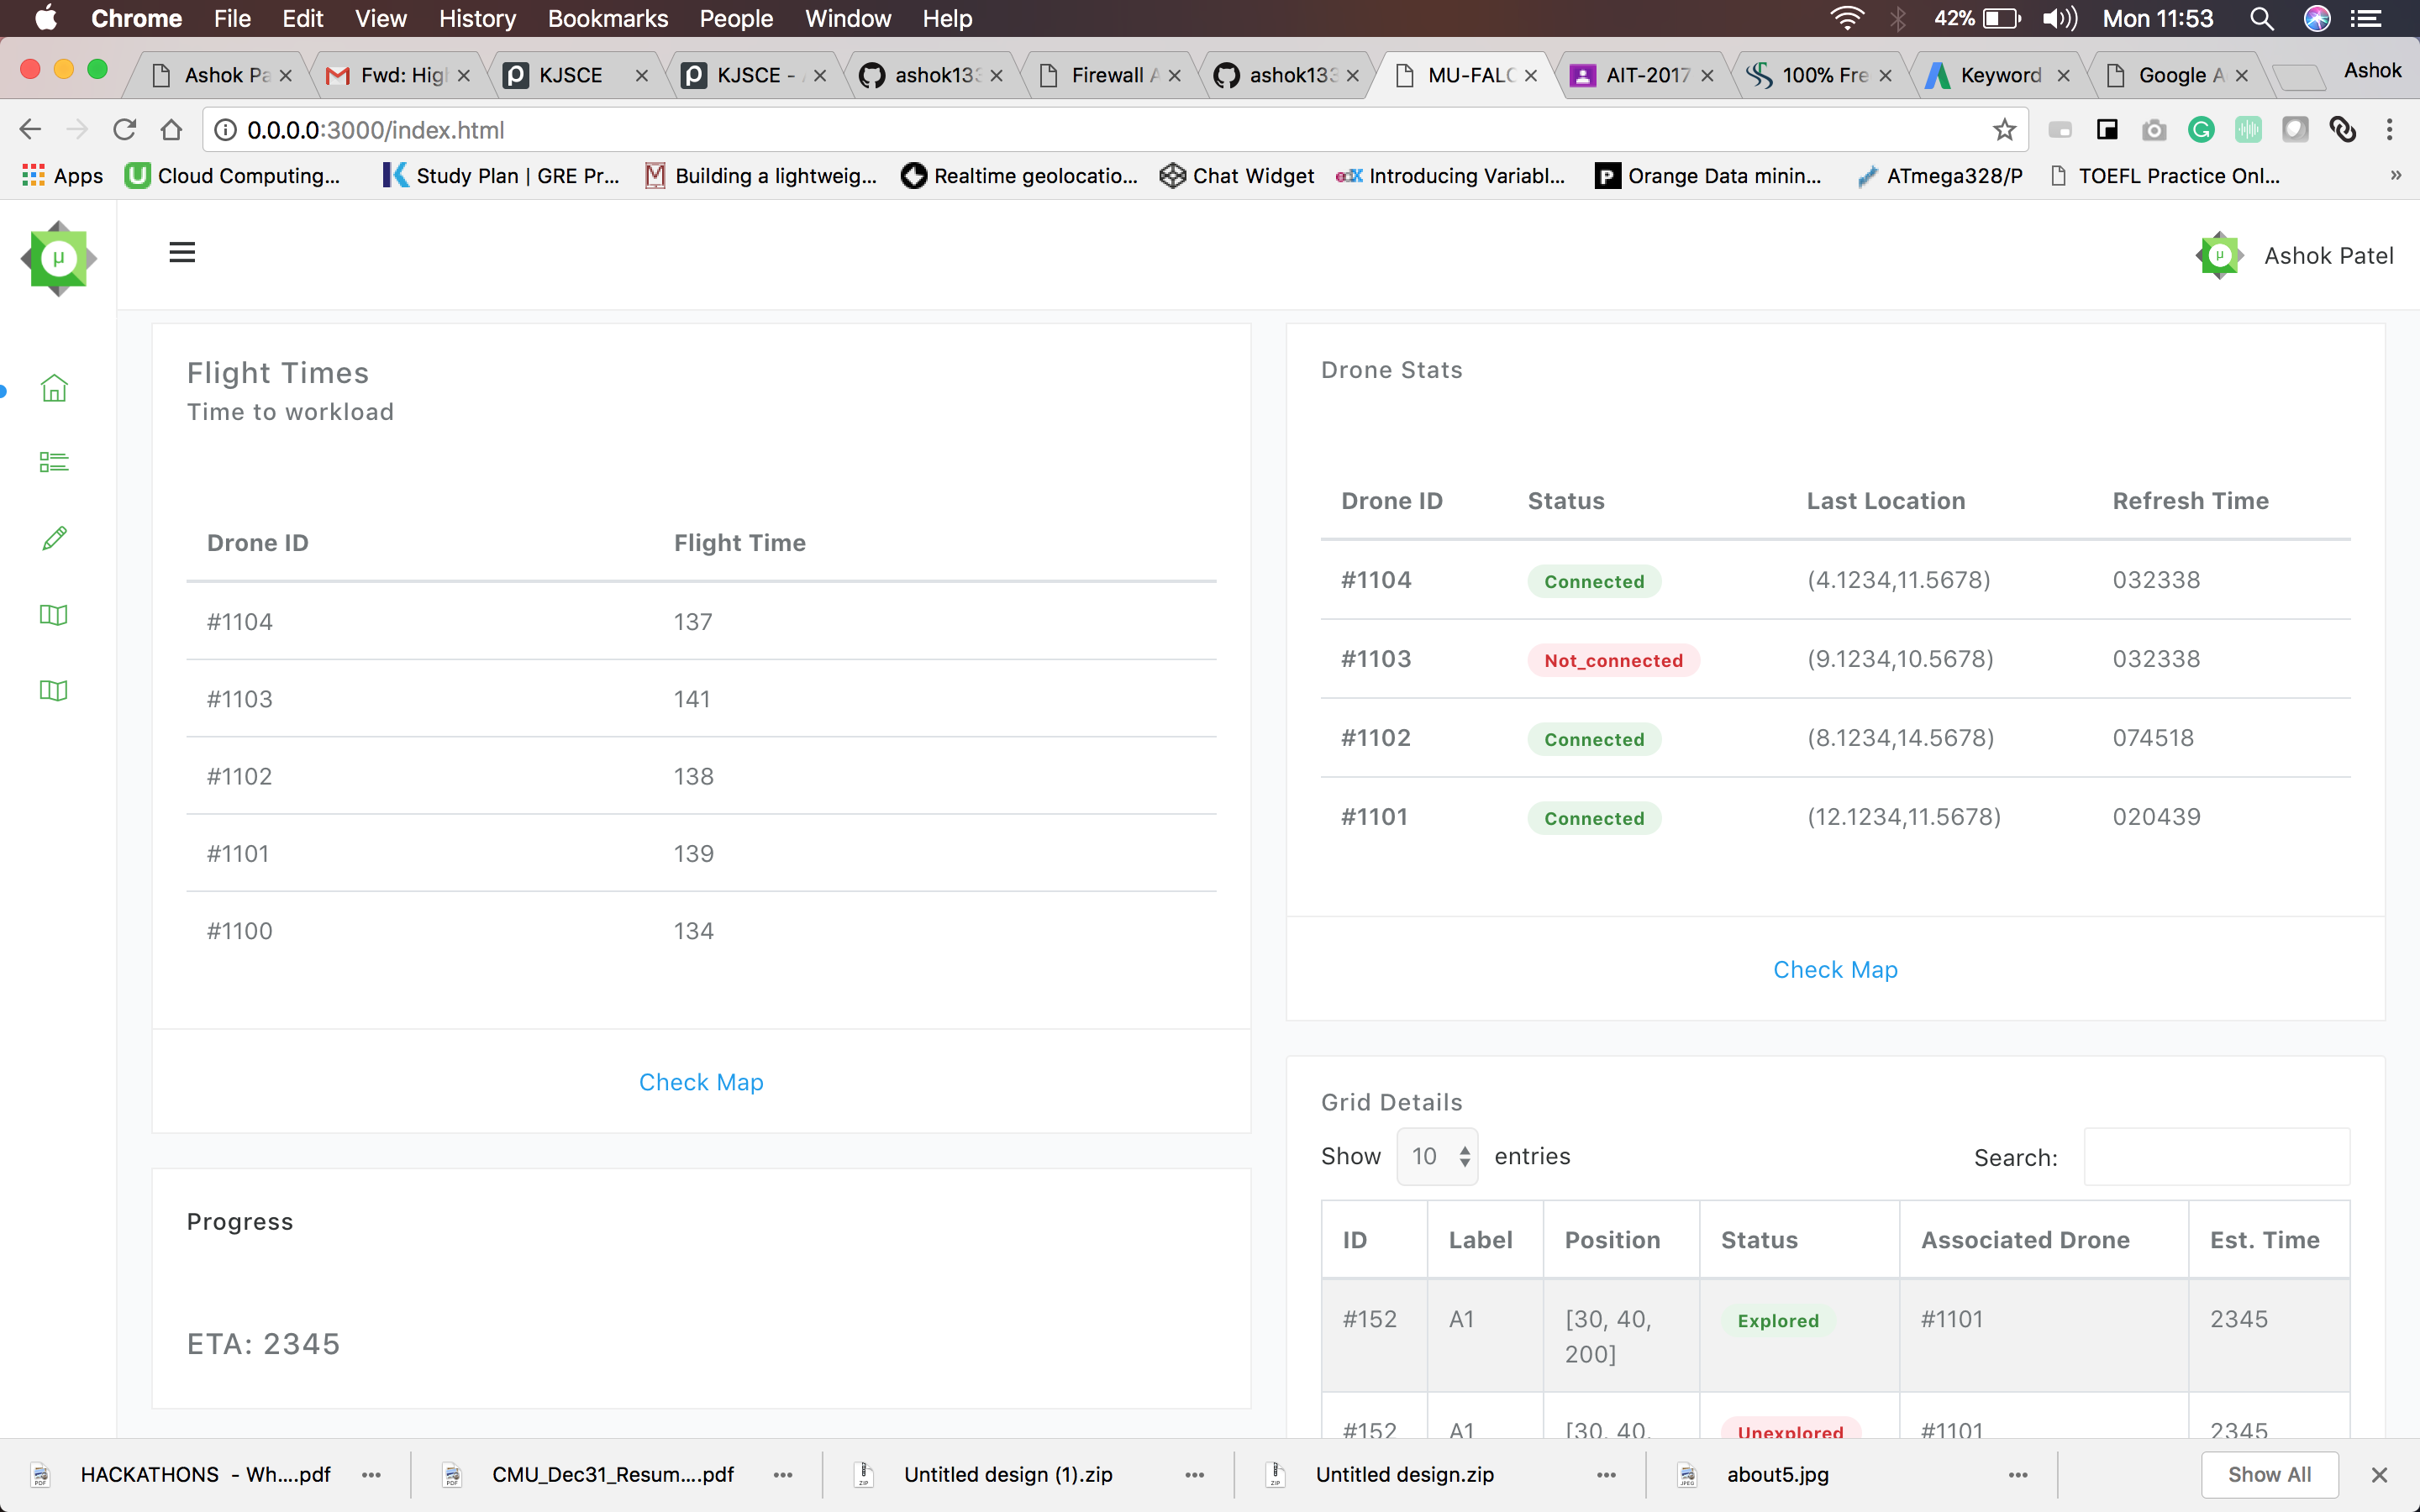 Chrome File Edit View History Bookmarks People Window Help 42% Mon 11:53
Ashok Pa Fwd: Hig KJSCE KJSCE - ashok133 Firewall A ashok133 MU-FALC AIT-2017 100% Fre Keyword Google A Ashok
0.0.0.0:3000/index.html
Apps Cloud Computing... Study Plan | GRE Pr... Building a lightweig... Realtime geolocatio... Chat Widget edX Introducing Variabl... Orange Data minin... ATmega328/P TOEFL Practice Onl... »
µ
µ Ashok Patel
Flight Times
Time to workload
Drone ID Flight Time
#1104 137
#1103 141
#1102 138
#1101 139
#1100 134
Check Map
Progress
ETA: 2345
Drone Stats
Drone ID Status Last Location Refresh Time
#1104 Connected (4.1234,11.5678) 032338
#1103 Not_connected (9.1234,10.5678) 032338
#1102 Connected (8.1234,14.5678) 074518
#1101 Connected (12.1234,11.5678) 020439
Check Map
Grid Details
Show 10 entries Search:
ID Label Position Status Associated Drone Est. Time
#152 A1 [30, 40, Explored #1101 2345
200]
#152 A1 [30, 40, Unexplored #1101 2345
HACKATHONS - Wh....pdf CMU_Dec31_Resum....pdf Untitled design (1).zip Untitled design.zip about5.jpg Show All